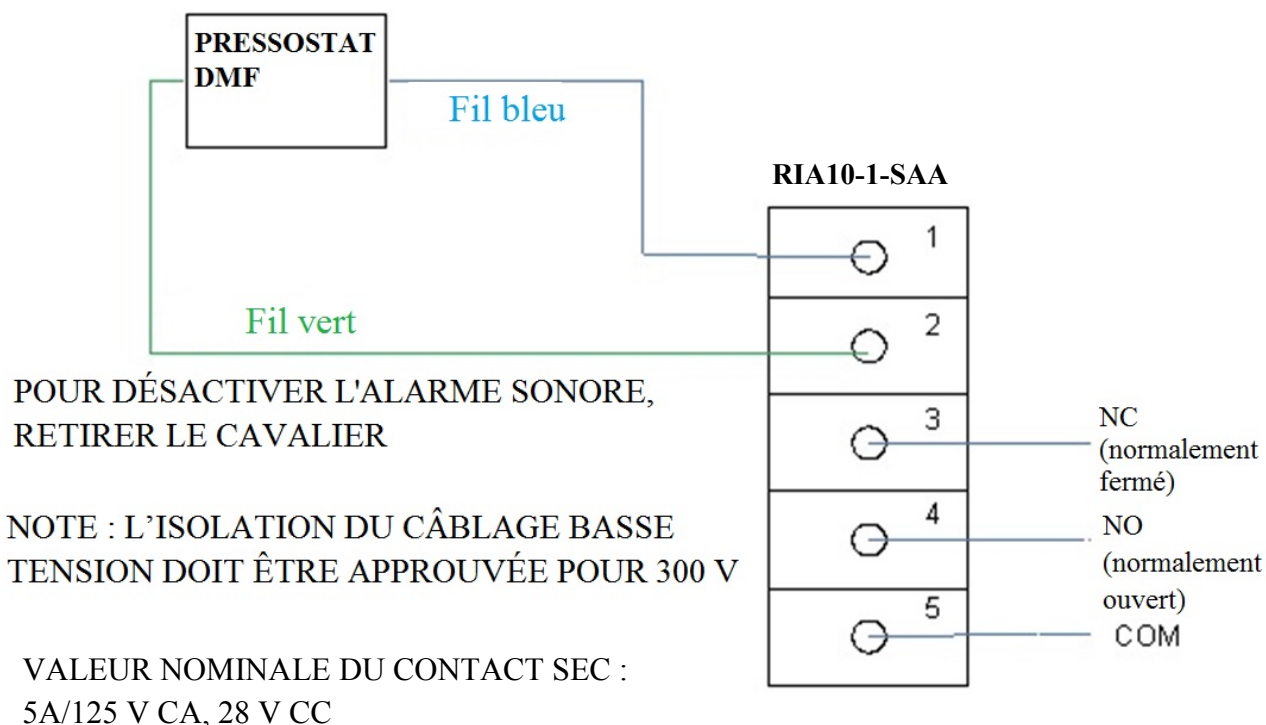 PRESSOSTAT
DMF
Fil bleu
RIA10-1-SAA
1
Fil vert
2
POUR DÉSACTIVER L'ALARME SONORE,
RETIRER LE CAVALIER
3
NC
(normalement
fermé)
NOTE : L’ISOLATION DU CÂBLAGE BASSE
TENSION DOIT ÊTRE APPROUVÉE POUR 300 V
4
NO
(normalement
ouvert)
5
COM
VALEUR NOMINALE DU CONTACT SEC :
5A/125 V CA, 28 V CC